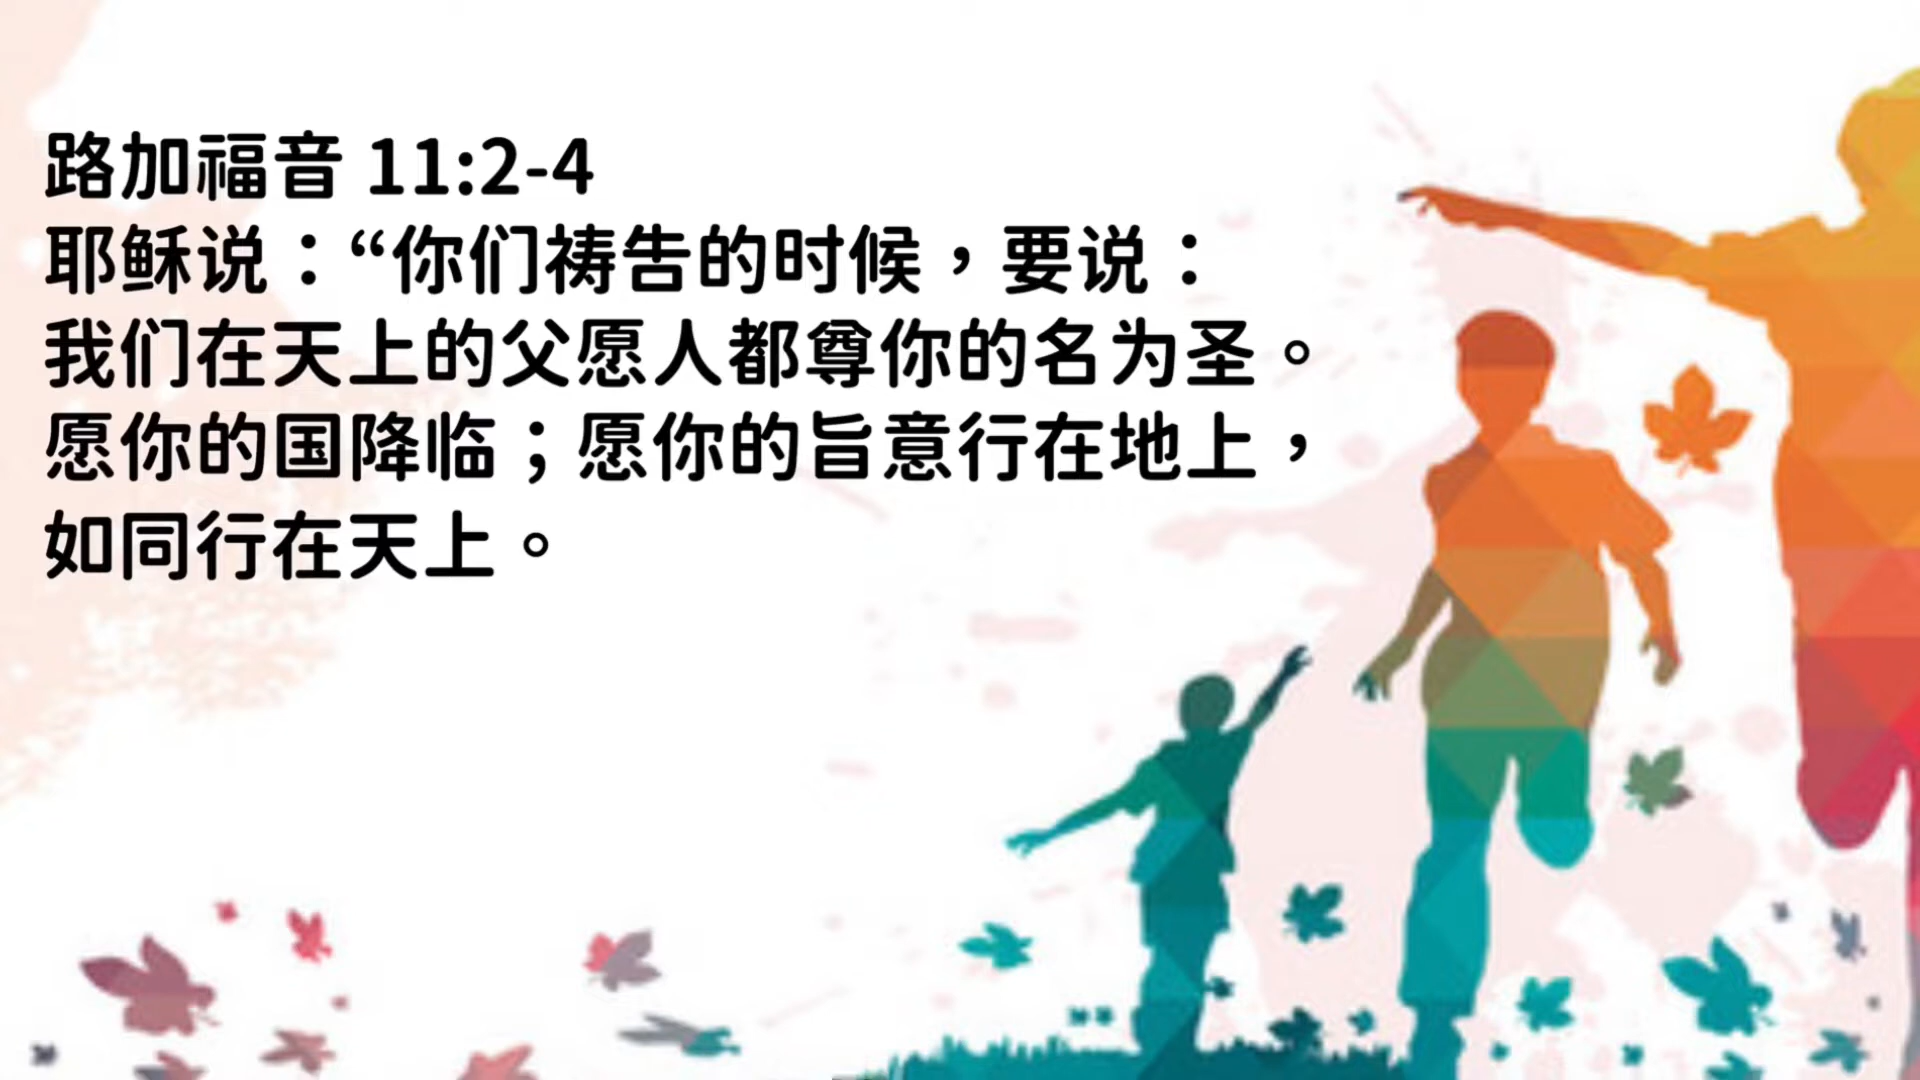 路加福音 11:2-4
耶稣说：“你们祷告的时候，要说：
我们在天上的父愿人都尊你的名为圣。
愿你的国降临；愿你的旨意行在地上，
如同行在天上。